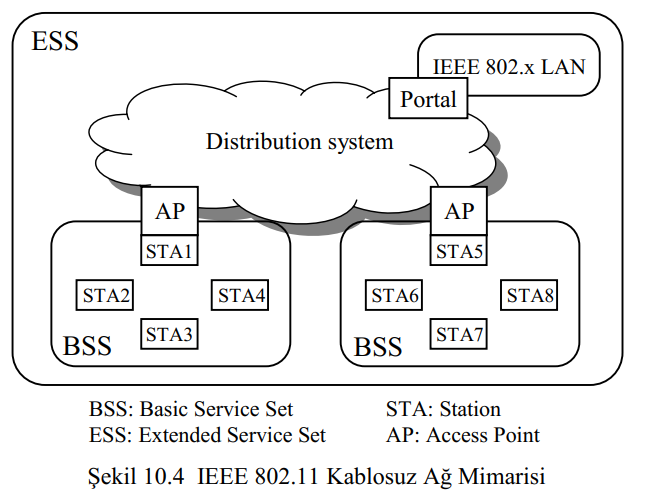 ESS
IEEE 802.x LAN
Portal
Distribution system
AP
AP
STA1
STA5
STA2
STA4
STA6
STA8
STA3
STA7
BSS
BSS
BSS: Basic Service Set
STA: Station
ESS: Extended Service Set
AP: Access Point
Şekil 10.4 IEEE 802.11 Kablosuz Ağ Mimarisi